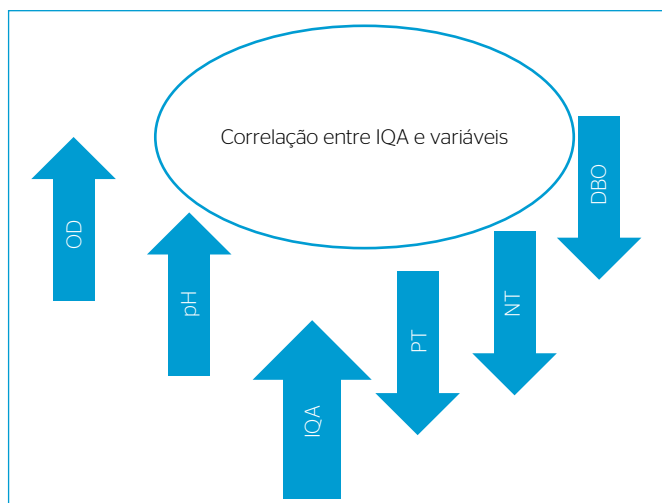 Correlação entre IQA e variáveis
OD
pH
IQA
PT
NT
DBO